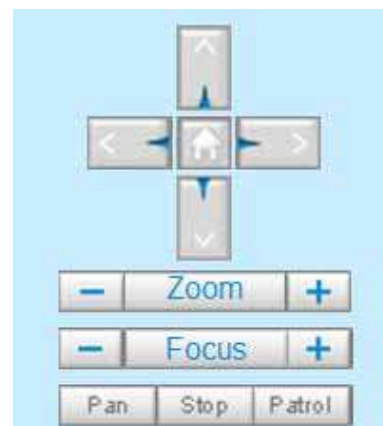 − Zoom +
− Focus +
Pan Stop Patrol